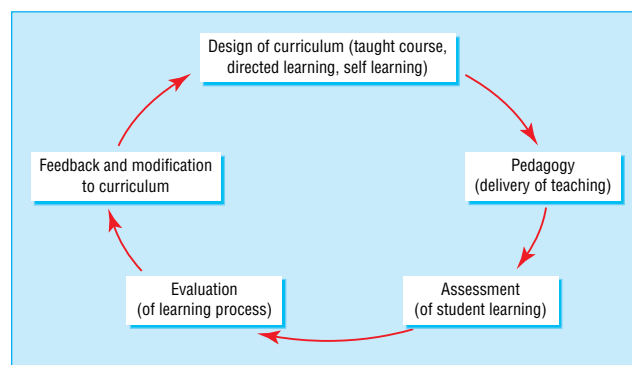 Design of curriculum (taught course,
directed learning, self learning)
Pedagogy
(delivery of teaching)
Assessment
(of student learning)
Evaluation
(of learning process)
Feedback and modification
to curriculum